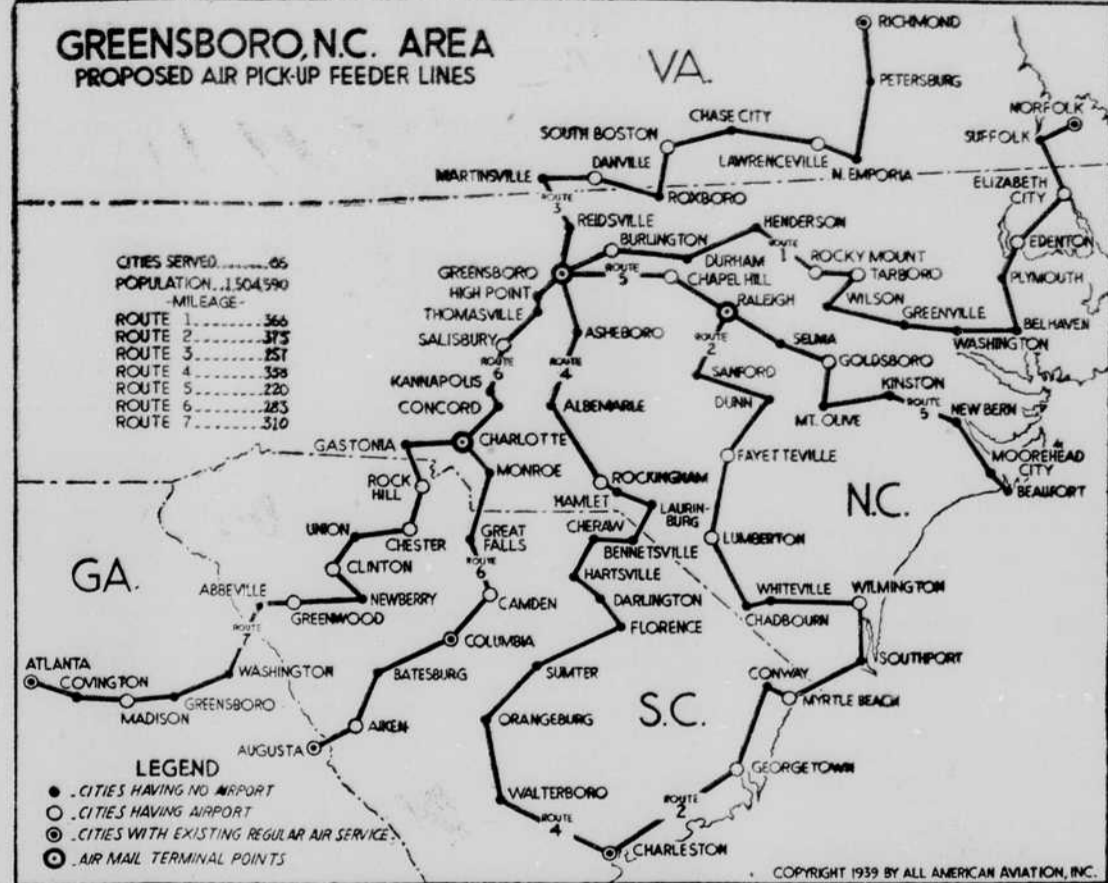 GREENSBORO, N.C. AREA
PROPOSED AIR PICK-UP FEEDER LINES
VA.
RICHMOND
PETERSBURG
NORFOLK
SUFFOLK
CHASE CITY
SOUTH BOSTON
LAWRENCEVILLE
DANVILLE
N. EMPORIA
MARTINSVILLE
ROXBORO
ELIZABETH
CITY
ROUTE
3
REIDSVILLE
HENDERSON
BURLINGTON
ROUTE
1
EDENTON
DURHAM
ROCKY MOUNT
TARBORO
GREENSBORO
ROUTE
5
CHAPEL HILL
PLYMOUTH
HIGH POINT
RALEIGH
WILSON
THOMASVILLE
GREENVILLE
BELHAVEN
WASHINGTON
CITIES SERVED
POPULATION 1,504,590
-MILEAGE-
ROUTE 1 366
ROUTE 2 375
ROUTE 3
ROUTE 4
ROUTE 5 220
ROUTE 6 283
ROUTE 7 310
SALISBURY
ASHEBORO
ROUTE
2
SELMA
GOLDSBORO
ROUTE
6
ROUTE
4
SANFORD
KINSTON
KANNAPOLIS
CONCORD
ALBEMARLE
DUNN
MT. OLIVE
ROUTE
5
NEW BERN
GASTONIA
CHARLOTTE
MOOREHEAD
CITY
BEAUFORT
FAYETTEVILLE
MONROE
ROCK
HILL
ROCKINGHAM
HAMLET
LAURIN-
BURG
N.C.
UNION
CHESTER
GREAT
FALLS
CHERAW
BENNETSVILLE
LUMBERTON
GA.
CLINTON
ROUTE
6
HARTSVILLE
ABBEVILLE
NEWBERRY
GREENWOOD
CAMDEN
DARLINGTON
WHITEVILLE
WILMINGTON
CHADBOURN
ROUTE
7
COLUMBIA
FLORENCE
ATLANTA
COVINGTON
WASHINGTON
BATESBURG
SUMTER
CONWAY
SOUTHPORT
MADISON
GREENSBORO
MYRTLE BEACH
AIKEN
ORANGEBURG
S.C.
AUGUSTA
GEORGETOWN
LEGEND
.CITIES HAVING NO AIRPORT
.CITIES HAVING AIRPORT
.CITIES WITH EXISTING REGULAR AIR SERVICE.
.AIR MAIL TERMINAL POINTS
WALTERBORO
ROUTE
4
ROUTE
2
CHARLESTON
COPYRIGHT 1939 BY ALL AMERICAN AVIATION, INC.